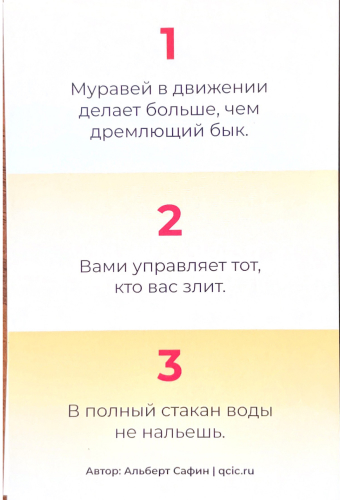 1
Муравей в движении
делает больше, чем
дремлющий бык.
2
Вами управляет тот,
кто вас злит.
3
В полный стакан воды
не нальешь.
Автор: Альберт Сафин | qcic.ru